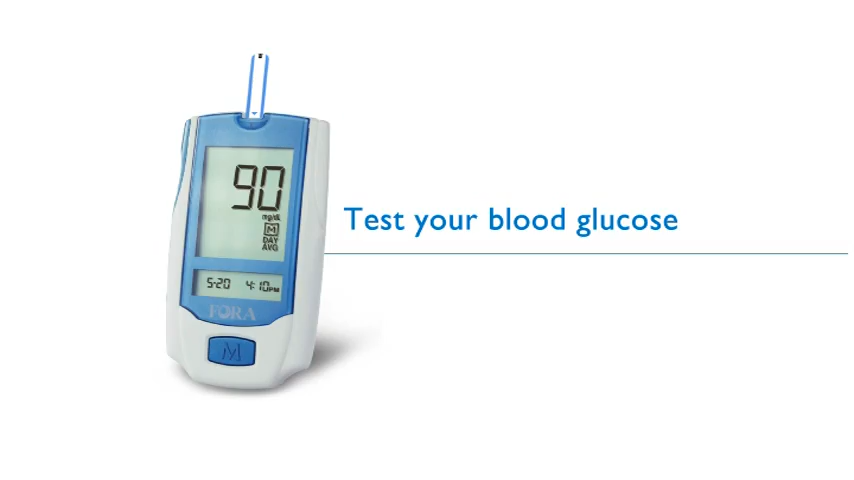 90
mg/dL
M
DAY
AVG
Test your blood glucose
5-20 4:10PM
FORA
M